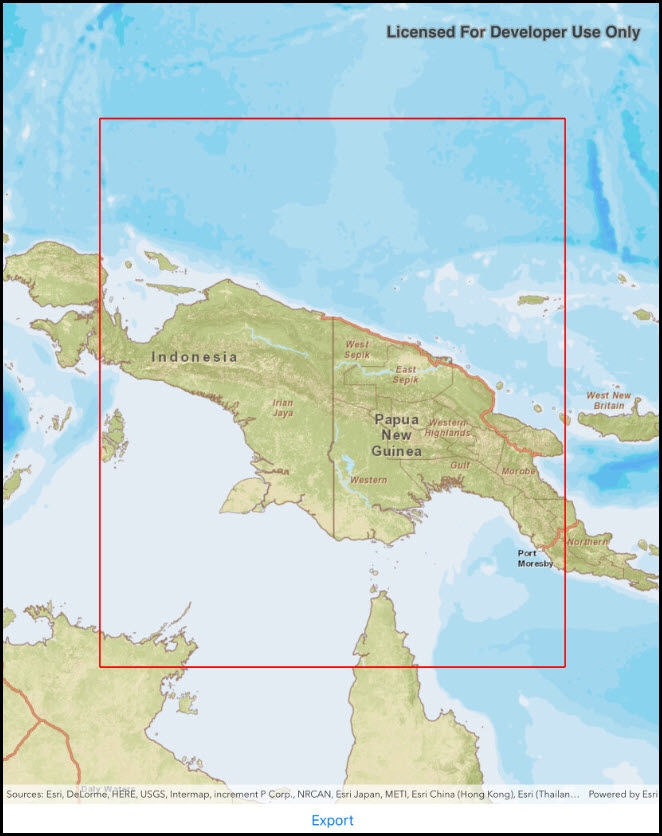 Licensed For Developer Use Only
Indonesia
West
Sepik
East
Sepik
Irian
Jaya
West New
Britain
Papua
New
Guinea
Western
Highlands
Gulf
Morobe
Western
Northern
Port
Moresby
Daly Waters
Sources: Esri, DeLorme, HERE, USGS, Intermap, increment P Corp., NRCAN, Esri Japan, METI, Esri China (Hong Kong), Esri (Thailan... Powered by Esri
Export